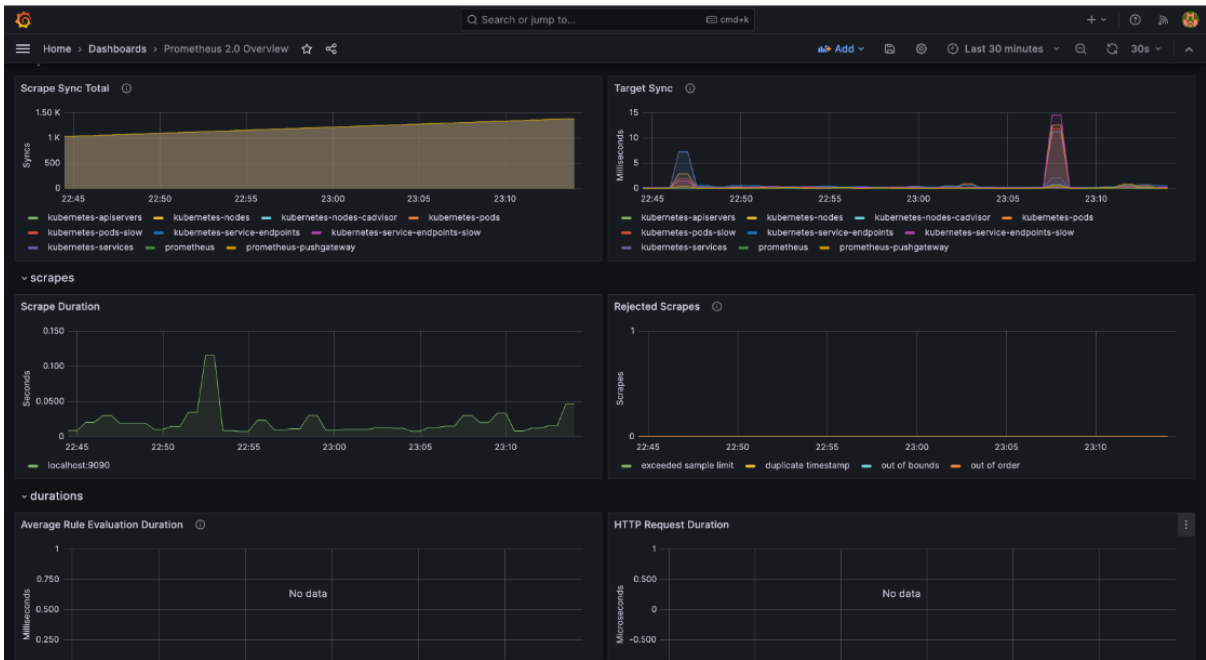 Search or jump to...
cmd+k
Home › Dashboards › Prometheus 2.0 Overview
Add
Last 30 minutes
30s
Scrape Sync Total
1.50 K
1 K
500
0
Syncs
22:45 22:50 22:55 23:00 23:05 23:10
kubernetes-apiservers kubernetes-nodes kubernetes-nodes-cadvisor kubernetes-pods
kubernetes-pods-slow kubernetes-service-endpoints kubernetes-service-endpoints-slow
kubernetes-services prometheus prometheus-pushgateway
Target Sync
15
10
5
0
Milliseconds
22:45 22:50 22:55 23:00 23:05 23:10
kubernetes-apiservers kubernetes-nodes kubernetes-nodes-cadvisor kubernetes-pods
kubernetes-pods-slow kubernetes-service-endpoints kubernetes-service-endpoints-slow
kubernetes-services prometheus prometheus-pushgateway
scrapes
Scrape Duration
0.150
0.100
0.0500
0
Seconds
22:45 22:50 22:55 23:00 23:05 23:10
localhost:9090
Rejected Scrapes
1
0
Scrapes
22:45 22:50 22:55 23:00 23:05 23:10
exceeded sample limit duplicate timestamp out of bounds out of order
durations
Average Rule Evaluation Duration
1
0.750
0.500
0.250
Milliseconds
No data
HTTP Request Duration
1
0.500
0
-0.500
Microseconds
No data